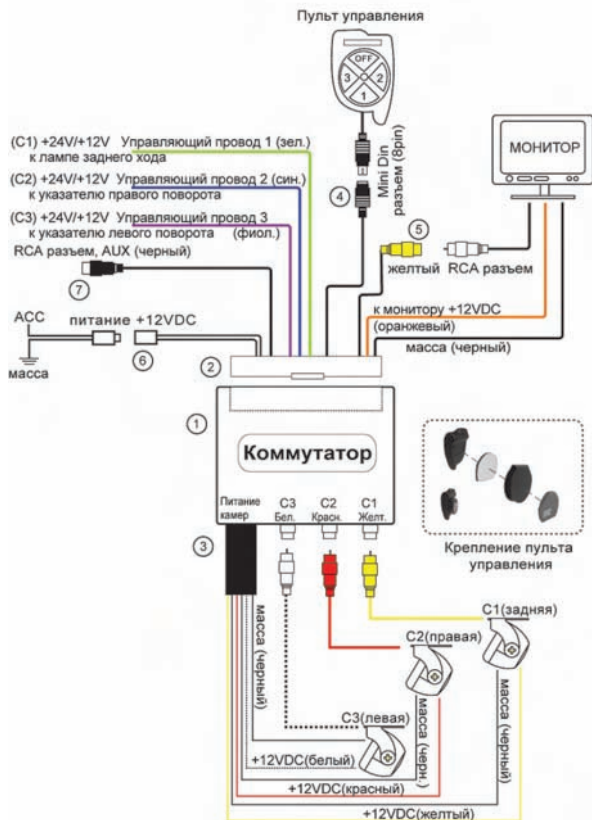 Пульт управления
OFF
3 2
1
(C1) +24V/+12V Управляющий провод 1 (зел.)
к лампе заднего хода
(C2) +24V/+12V Управляющий провод 2 (син.)
к указателю правого поворота
(C3) +24V/+12V Управляющий провод 3
к указателю левого поворота (фиол.)
RCA разъем, AUX (черный)
7
ACC
питание +12VDC
масса
6
4
Mini Din
разъем (8pin)
5
желтый
RCA разъем
МОНИТОР
к монитору +12VDC
(оранжевый)
масса (черный)
2
1
Коммутатор
Питание
камер
C3
Бел.
C2
Красн.
C1
Желт.
3
Крепление пульта
управления
C1(задняя)
C2(правая)
C3(левая)
масса (черный)
масса (черн.)
масса (черный)
+12VDC(белый)
+12VDC(красный)
+12VDC(желтый)